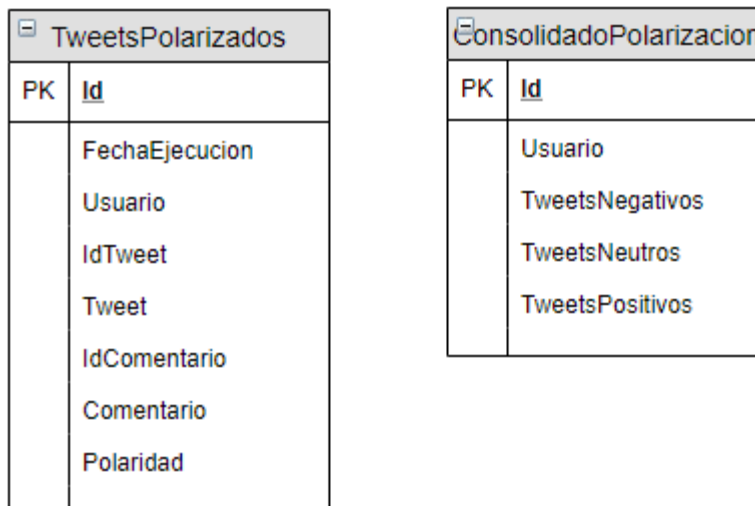 TweetsPolarizados
PK Id
FechaEjecucion
Usuario
IdTweet
Tweet
IdComentario
Comentario
Polaridad
ConsolidadoPolarizacion
PK Id
Usuario
TweetsNegativos
TweetsNeutros
TweetsPositivos